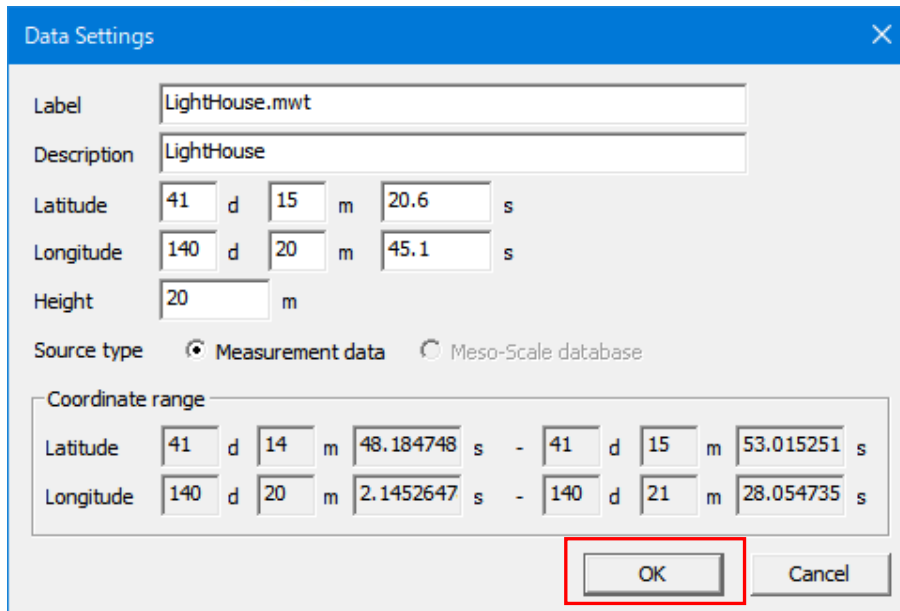 Data Settings
Label LightHouse.mwt
Description LightHouse
Latitude 41 d 15 m 20.6 s
Longitude 140 d 20 m 45.1 s
Height 20 m
Source type Measurement data Meso-Scale database
Coordinate range
Latitude 41 d 14 m 48.184748 s - 41 d 15 m 53.015251 s
Longitude 140 d 20 m 2.1452647 s - 140 d 21 m 28.054735 s
OK Cancel